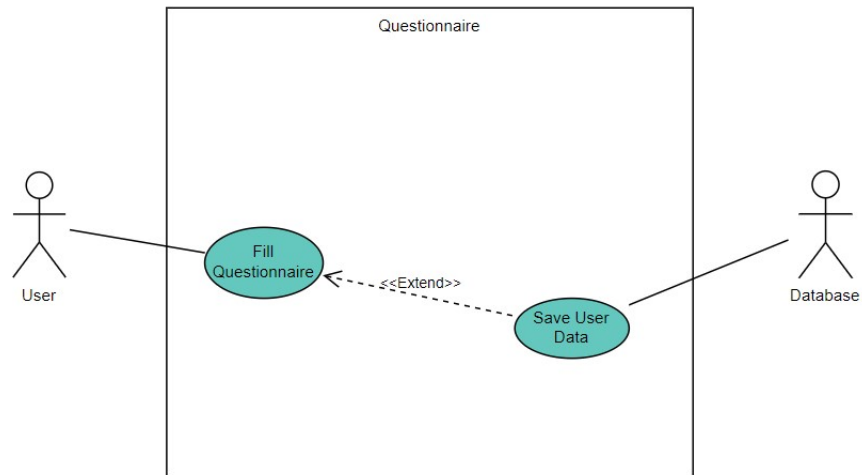 Questionnaire
Fill
Questionnaire
<<Extend>>
Save User
Data
User
Database